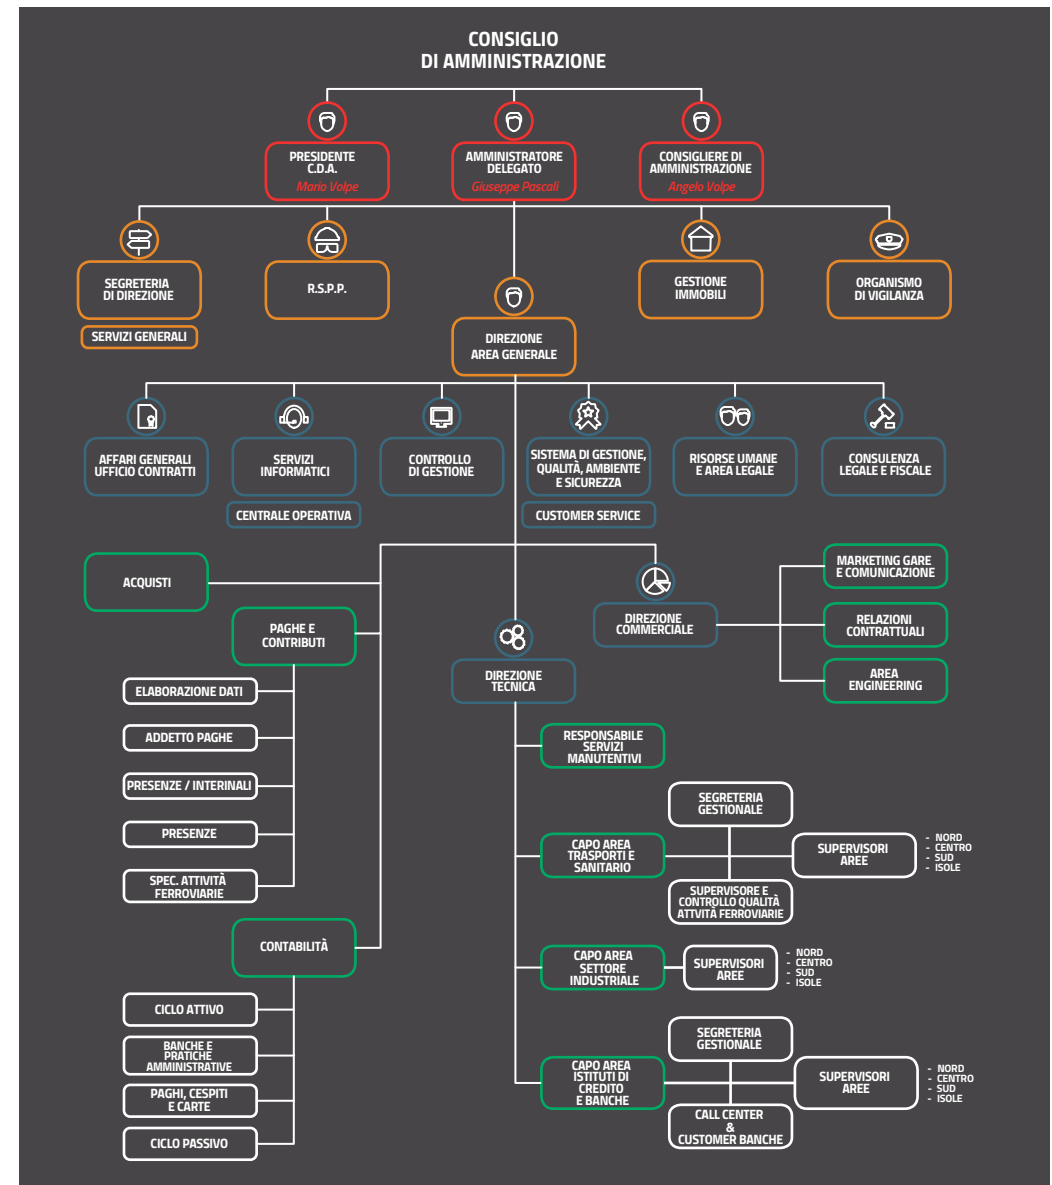 CONSIGLIO
DI AMMINISTRAZIONE
PRESIDENTE
C.D.A.
Mario Volpe
AMMINISTRATORE
DELEGATO
Giuseppe Pascali
CONSIGLIERE DI
AMMINISTRAZIONE
Angelo Volpe
SEGRETERIA
DI DIREZIONE
SERVIZI GENERALI
R.S.P.P.
GESTIONE
IMMOBILI
ORGANISMO
DI VIGILANZA
DIREZIONE
AREA GENERALE
AFFARI GENERALI
UFFICIO CONTRATTI
SERVIZI
INFORMATICI
CENTRALE OPERATIVA
CONTROLLO
DI GESTIONE
SISTEMA DI GESTIONE,
QUALITÀ, AMBIENTE
E SICUREZZA
CUSTOMER SERVICE
RISORSE UMANE
E AREA LEGALE
CONSULENZA
LEGALE E FISCALE
ACQUISTI
PAGHE E
CONTRIBUTI
ELABORAZIONE DATI
ADDETTO PAGHE
PRESENZE / INTERINALI
PRESENZE
SPEC. ATTIVITÀ
FERROVIARIE
CONTABILITÀ
CICLO ATTIVO
BANCHE E
PRATICHE
AMMINISTRATIVE
PAGHI, CESPITI
E CARTE
CICLO PASSIVO
DIREZIONE
COMMERCIALE
MARKETING GARE
E COMUNICAZIONE
RELAZIONI
CONTRATTUALI
AREA
ENGINEERING
DIREZIONE
TECNICA
RESPONSABILE
SERVIZI
MANUTENTIVI
CAPO AREA
TRASPORTI E
SANITARIO
SEGRETERIA
GESTIONALE
SUPERVISORE E
CONTROLLO QUALITÀ
ATTVITÀ FERROVIARIE
SUPERVISORI
AREE
- NORD
- CENTRO
- SUD
- ISOLE
CAPO AREA
SETTORE
INDUSTRIALE
SUPERVISORI
AREE
- NORD
- CENTRO
- SUD
- ISOLE
CAPO AREA
ISTITUTI DI
CREDITO
E BANCHE
SEGRETERIA
GESTIONALE
CALL CENTER
&
CUSTOMER BANCHE
SUPERVISORI
AREE
- NORD
- CENTRO
- SUD
- ISOLE